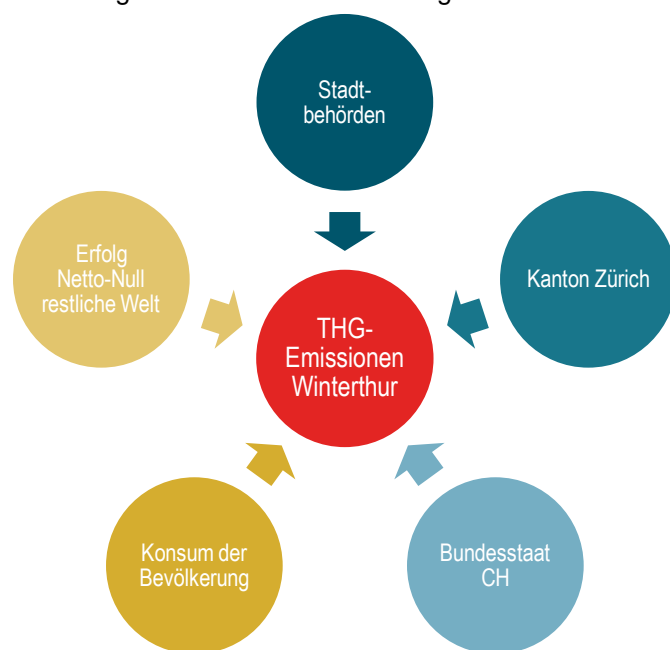 Stadt-
behörden
Erfolg
Netto-Null
restliche Welt
Kanton Zürich
THG-
Emissionen
Winterthur
Konsum der
Bevölkerung
Bundesstaat
CH